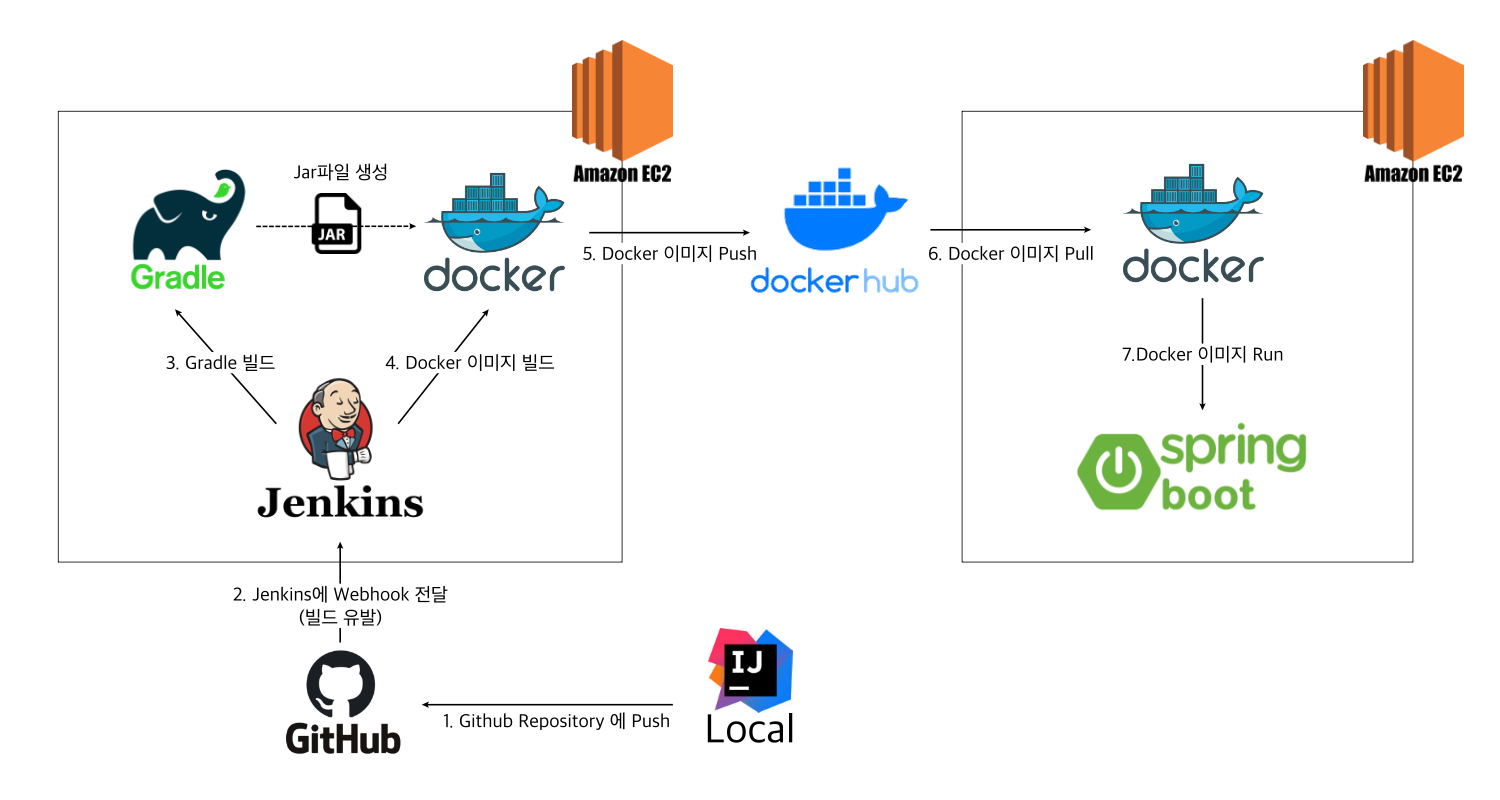 Amazon EC2
Amazon EC2
Jar파일 생성
JAR
Gradle
docker
5. Docker 이미지 Push
docker hub
6. Docker 이미지 Pull
docker
3. Gradle 빌드
4. Docker 이미지 빌드
7.Docker 이미지 Run
Jenkins
spring
boot
2. Jenkins에 Webhook 전달
(빌드 유발)
IJ
GitHub
1. Github Repository 에 Push
Local